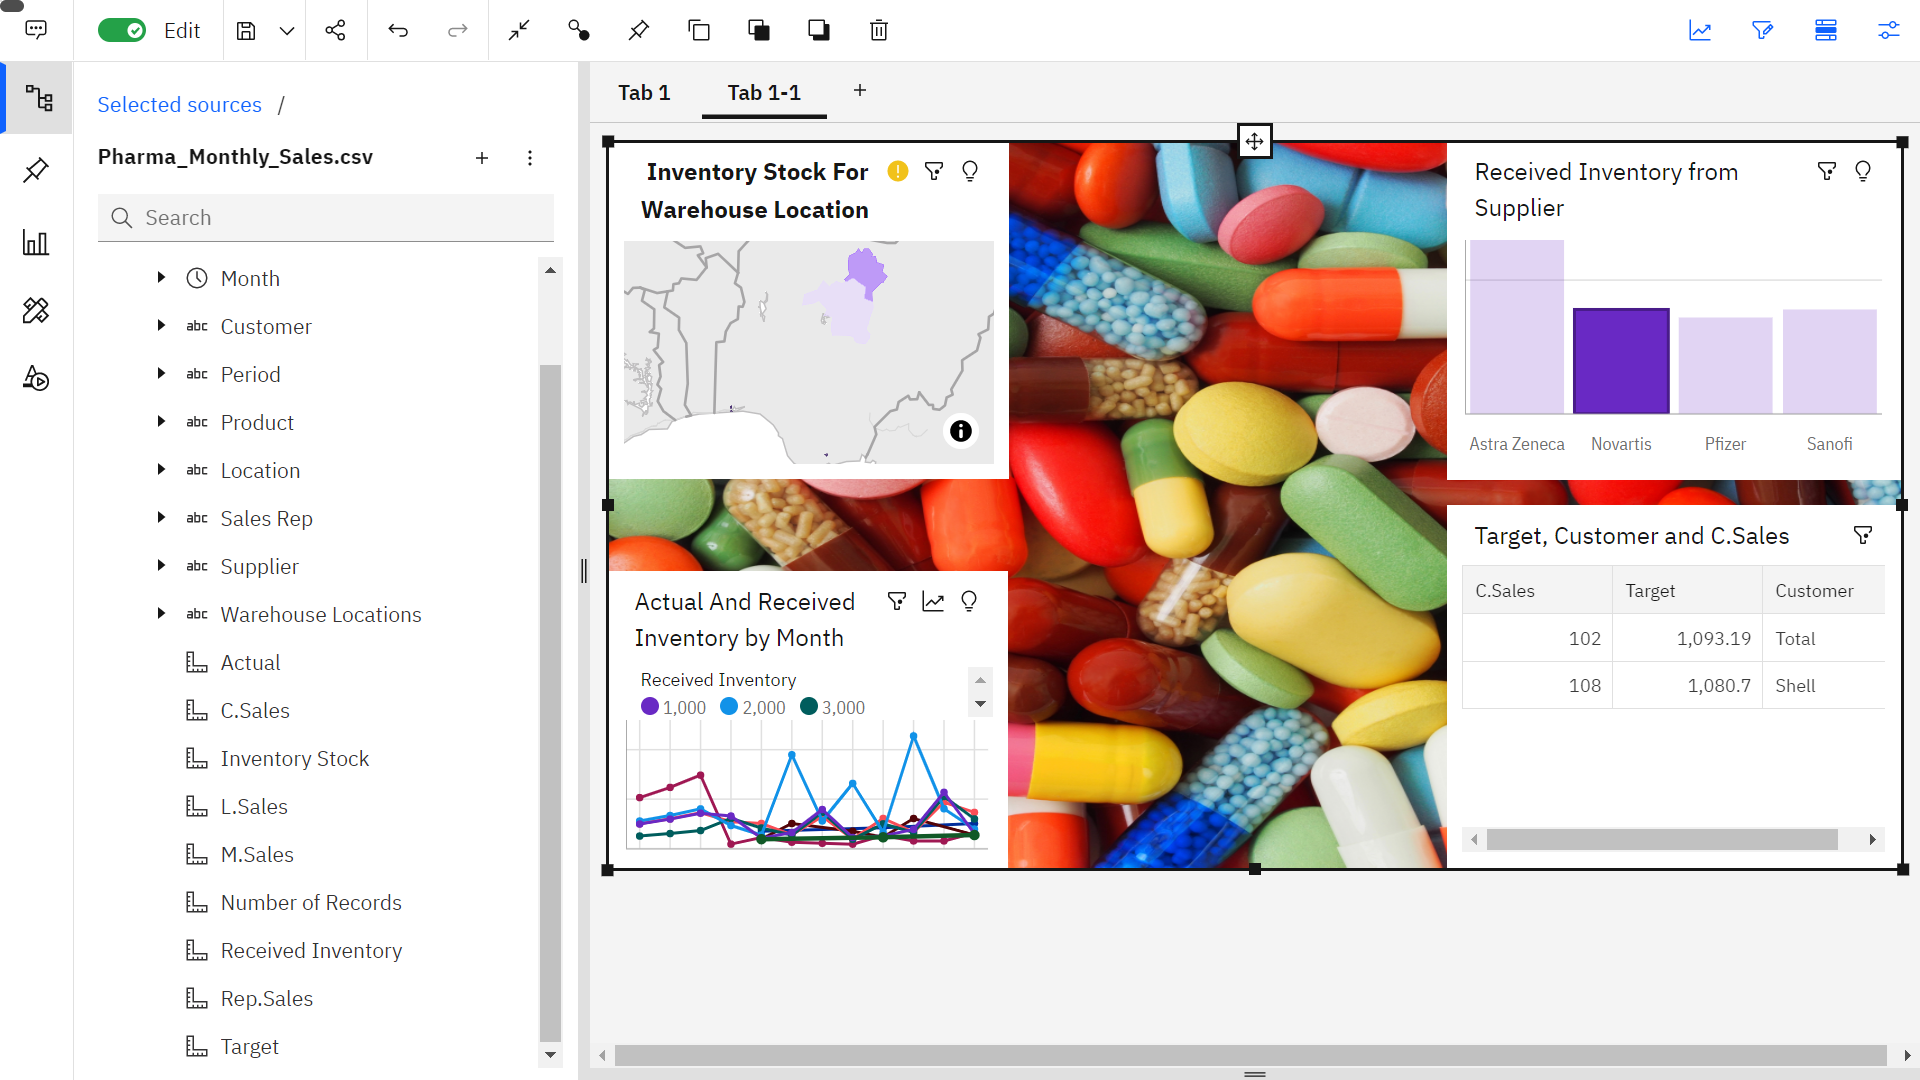 Edit
Selected sources /
Pharma_Monthly_Sales.csv
Search
Month
abc Customer
abc Period
abc Product
abc Location
abc Sales Rep
abc Supplier
abc Warehouse Locations
Actual
C.Sales
Inventory Stock
L.Sales
M.Sales
Number of Records
Received Inventory
Rep.Sales
Target
Tab 1
Tab 1-1
Inventory Stock For
Warehouse Location
Actual And Received
Inventory by Month
Received Inventory
1,000 2,000 3,000
Received Inventory from
Supplier
Astra Zeneca Novartis Pfizer Sanofi
Target, Customer and C.Sales
C.Sales Target Customer
102 1,093.19 Total
108 1,080.7 Shell